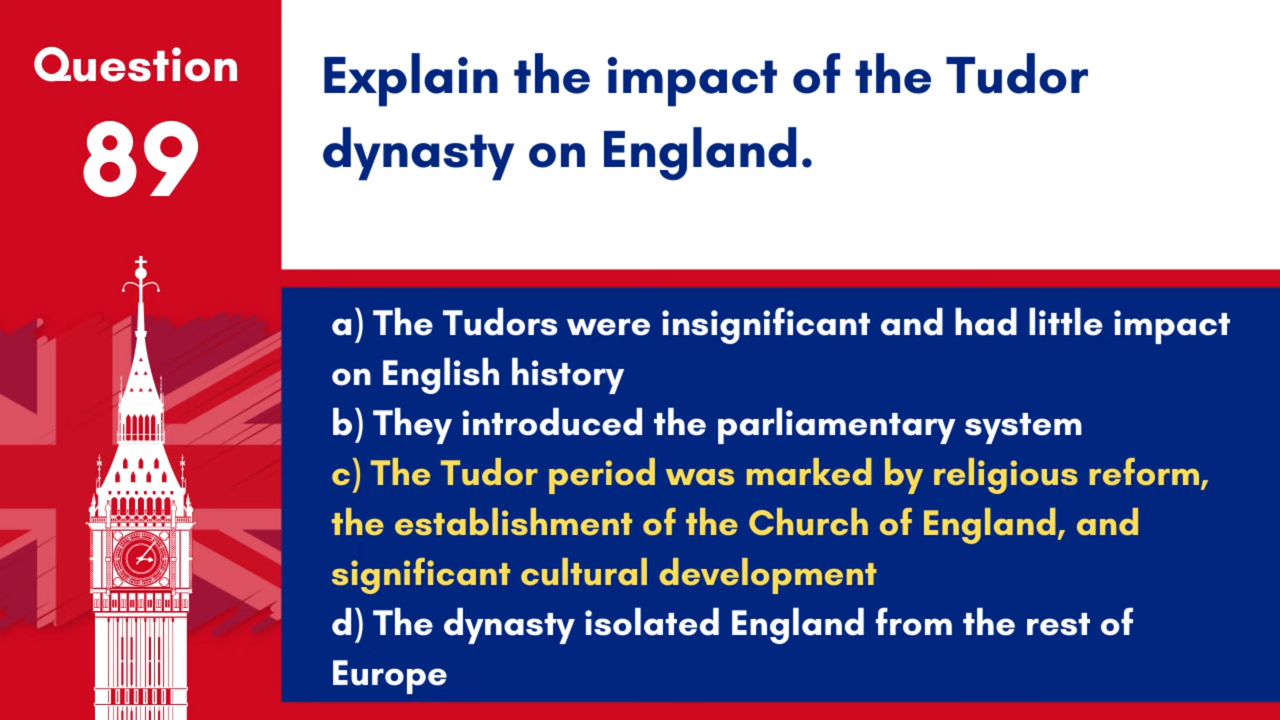 Question
89
Explain the impact of the Tudor
dynasty on England.
a) The Tudors were insignificant and had little impact
on English history
b) They introduced the parliamentary system
c) The Tudor period was marked by religious reform,
the establishment of the Church of England, and
significant cultural development
d) The dynasty isolated England from the rest of
Europe